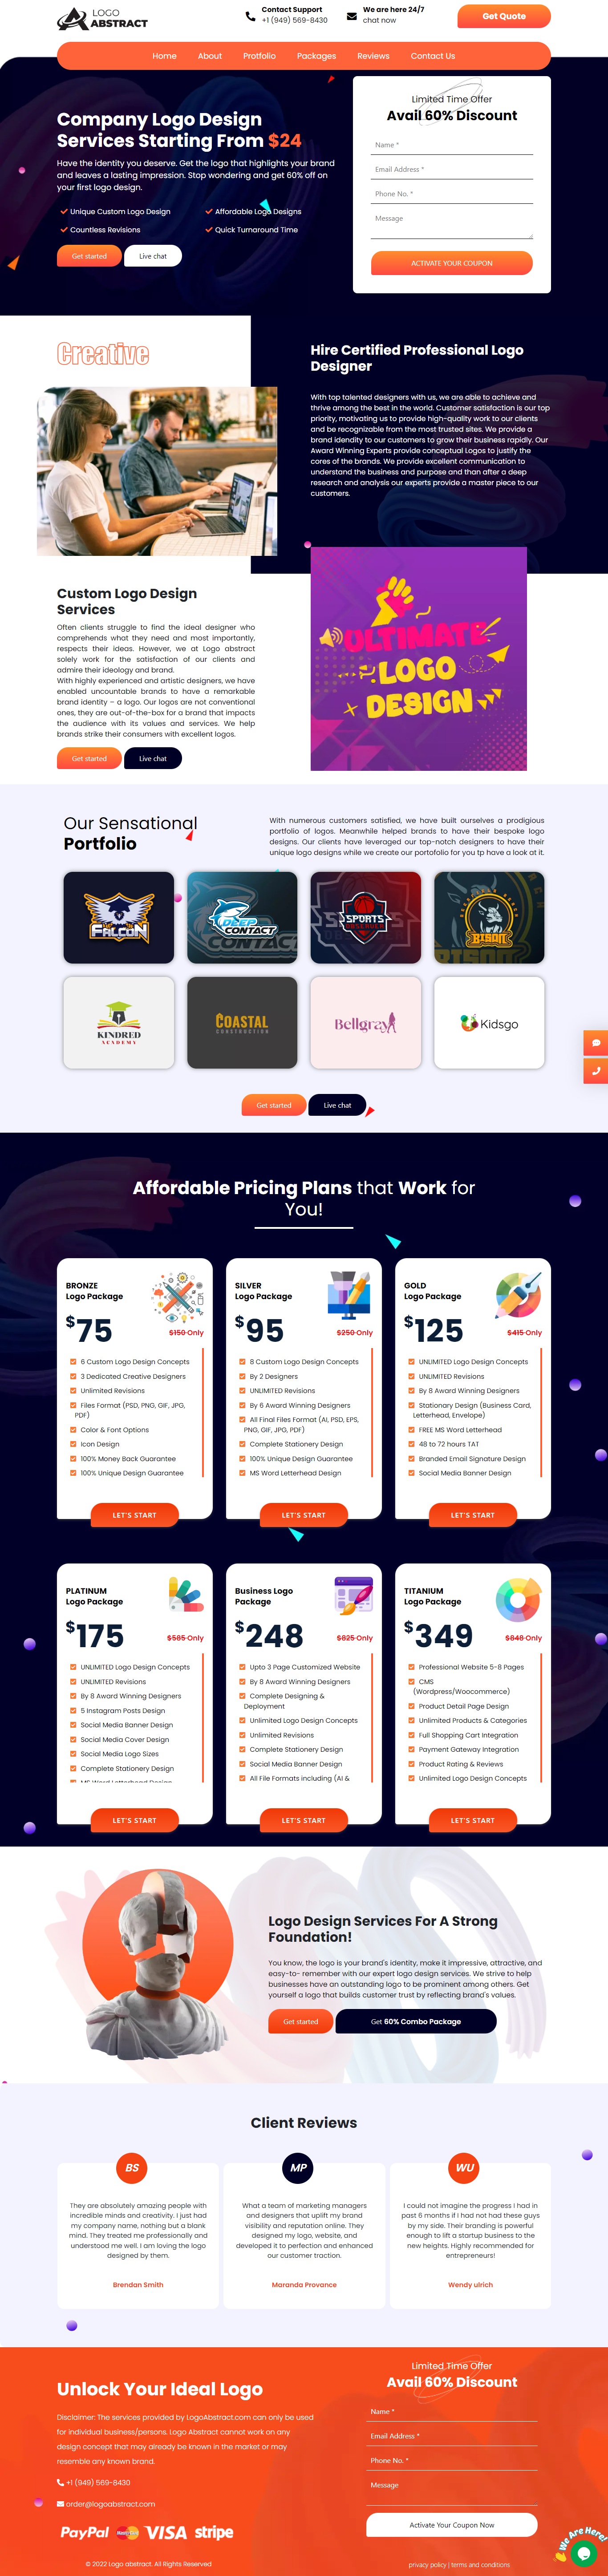 LOGO
ABSTRACT
Contact Support
+1 (949) 569-8430
We are here 24/7
chat now
Get Quote
Home
About
Protfolio
Packages
Reviews
Contact Us
Company Logo Design
Services Starting From $24
Have the identity you deserve. Get the logo that highlights your brand
and leaves a lasting impression. Stop wondering and get 60% off on
your first logo design.
Unique Custom Logo Design
Affordable Logo Designs
Countless Revisions
Quick Turnaround Time
Get started
Live chat
Limited Time Offer
Avail 60% Discount
Name *
Email Address *
Phone No. *
Message
ACTIVATE YOUR COUPON
Creative
Hire Certified Professional Logo
Designer
With top talented designers with us, we are able to achieve and
thrive among the best in the world. Customer satisfaction is our top
priority, motivating us to provide high-quality work to our clients
and be recognizable from the most trusted sites. We provide a
brand identity to our customers to grow their business rapidly. Our
Award Winning Experts provide conceptual Logos to justify the
cores of the brands. We provide excellent communication to
understand the business and purpose and than after a deep
research and analysis our experts provide a master piece to our
customers.
Custom Logo Design
Services
Often clients struggle to find the ideal designer who
comprehends what they need and most importantly,
respects their ideas. However, we at Logo abstract
solely work for the satisfaction of our clients and
admire their ideology and brand.
With highly experienced and artistic designers, we have
enabled uncountable brands to have a remarkable
brand identity – a logo. Our logos are not conventional
ones, they are out-of-the-box for a brand that impacts
the audience with its values and services. We help
brands strike their consumers with excellent logos.
Get started
Live chat
ULTIMATE
LOGO
DESIGN
Our Sensational
Portfolio
With numerous customers satisfied, we have built ourselves a prodigious
portfolio of logos. Meanwhile helped brands to have their bespoke logo
designs. Our clients have leveraged our top-notch designers to have their
unique logo designs while we create our portofolio for you tp have a look at it.
FALCON
DEEP
CONTACT
CONTACT
SPORTS
OBSERVER
BISON
BISON
KINDRED
ACADEMY
COASTAL
CONSTRUCTION
Bellgray
Kidsgo
Get started
Live chat
Affordable Pricing Plans that Work for
You!
BRONZE
Logo Package
$75
$150 Only
6 Custom Logo Design Concepts
3 Dedicated Creative Designers
Unlimited Revisions
Files Format (PSD, PNG, GIF, JPG,
PDF)
Color & Font Options
Icon Design
100% Money Back Guarantee
100% Unique Design Guarantee
LET'S START
SILVER
Logo Package
$95
$250 Only
8 Custom Logo Design Concepts
By 2 Designers
UNLIMITED Revisions
By 6 Award Winning Designers
All Final Files Format (AI, PSD, EPS,
PNG, GIF, JPG, PDF)
Complete Stationery Design
100% Unique Design Guarantee
MS Word Letterhead Design
LET'S START
GOLD
Logo Package
$125
$415 Only
UNLIMITED Logo Design Concepts
UNLIMITED Revisions
By 8 Award Winning Designers
Stationary Design (Business Card,
Letterhead, Envelope)
FREE MS Word Letterhead
48 to 72 hours TAT
Branded Email Signature Design
Social Media Banner Design
LET'S START
PLATINUM
Logo Package
$175
$585 Only
UNLIMITED Logo Design Concepts
UNLIMITED Revisions
By 8 Award Winning Designers
5 Instagram Posts Design
Social Media Banner Design
Social Media Cover Design
Social Media Logo Sizes
Complete Stationery Design
MS Word Letterhead Design
LET'S START
Business Logo
Package
$248
$825 Only
Upto 3 Page Customized Website
By 8 Award Winning Designers
Complete Designing &
Deployment
Unlimited Logo Design Concepts
Unlimited Revisions
Complete Stationery Design
Social Media Banner Design
All File Formats including (AI &
LET'S START
TITANIUM
Logo Package
$349
$848 Only
Professional Website 5-8 Pages
CMS
(Wordpress/Woocommerce)
Product Detail Page Design
Unlimited Products & Categories
Full Shopping Cart Integration
Payment Gateway Integration
Product Rating & Reviews
Unlimited Logo Design Concepts
LET'S START
Logo Design Services For A Strong
Foundation!
You know, the logo is your brand's identity, make it impressive, attractive, and
easy-to- remember with our expert logo design services. We strive to help
businesses have an outstanding logo to be prominent among others. Get
yourself a logo that builds customer trust by reflecting brand's values.
Get started
Get 60% Combo Package
Client Reviews
BS
They are absolutely amazing people with
incredible minds and creativity. I just had
my company name, nothing but a blank
mind. They treated me professionally and
understood me well. I am loving the logo
designed by them.
Brendan Smith
MP
What a team of marketing managers
and designers that uplift my brand
visibility and reputation online. They
designed my logo, website, and
developed it to perfection and enhanced
our customer traction.
Maranda Provance
WU
I could not imagine the progress I had in
past 6 months if I had not had these guys
by my side. Their branding is powerful
enough to lift a startup business to the
new heights. Highly recommended for
entrepreneurs!
Wendy ulrich
Unlock Your Ideal Logo
Disclaimer: The services provided by LogoAbstract.com can only be used
for individual business/persons. Logo Abstract cannot work on any
design concept that may already be known in the market or may
resemble any known brand.
+1 (949) 569-8430
order@logoabstract.com
PayPal
MasterCard
VISA
stripe
Limited Time Offer
Avail 60% Discount
Name *
Email Address *
Phone No. *
Message
Activate Your Coupon Now
We Are Here!
© 2022 Logo abstract. All Rights Reserved
privacy policy | terms and conditions